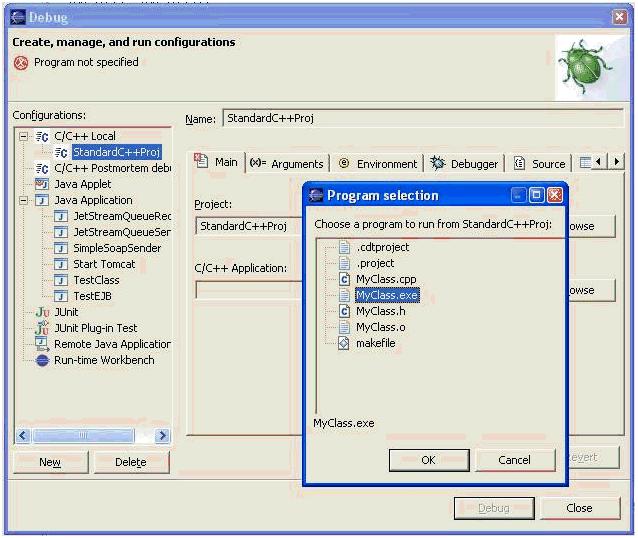 Debug
Create, manage, and run configurations
Program not specified
Configurations:
C/C++ Local
StandardC++Proj
C/C++ Postmortem debu
Java Applet
Java Application
JetStreamQueueRec
JetStreamQueueSer
SimpleSoapSender
Start Tomcat
TestClass
TestEJB
JUnit
JUnit Plug-in Test
Remote Java Application
Run-time Workbench
New Delete
Name: StandardC++Proj
Main (x)= Arguments Environment Debugger Source
Project:
StandardC++Proj owse
C/C++ Application:
owse
Program selection
Choose a program to run from StandardC++Proj:
.cdtproject
.project
MyClass.cpp
MyClass.exe
MyClass.h
MyClass.o
makefile
MyClass.exe
OK Cancel
evert
Debug Close